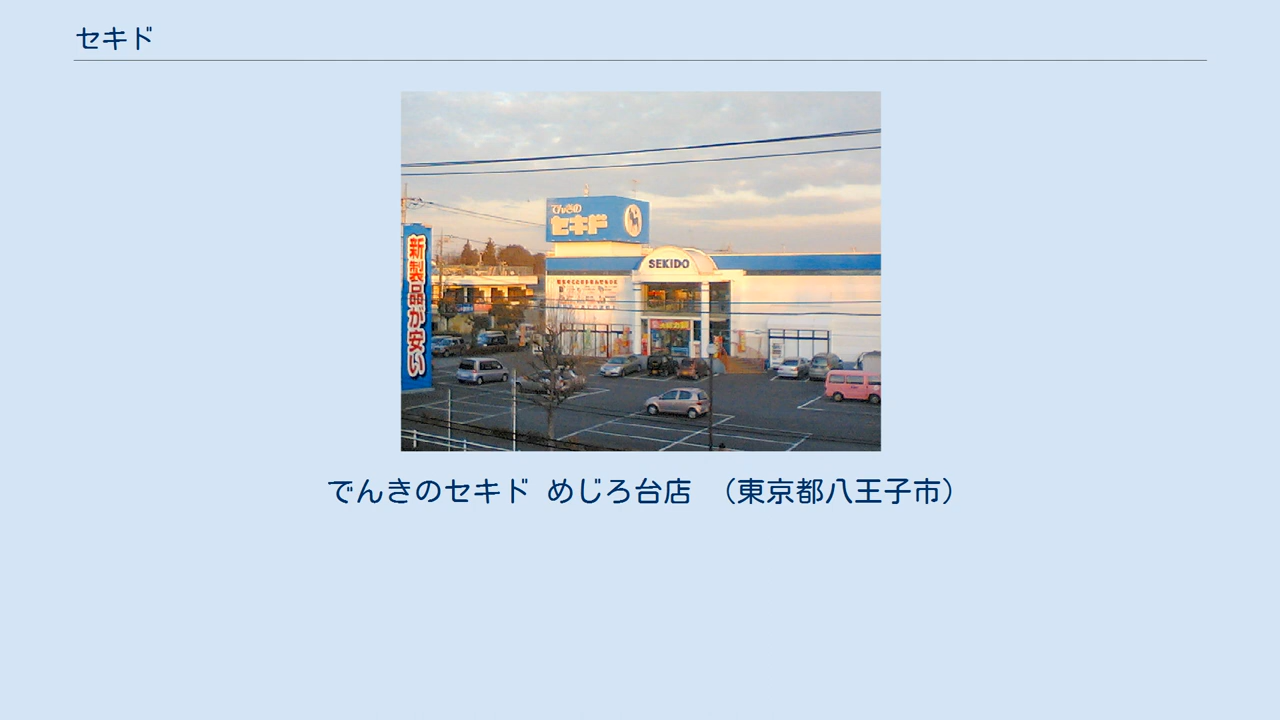 セキド
でんきの
セキド
SEKIDO
新製品が安い
でんきのセキド めじろ台店 （東京都八王子市）